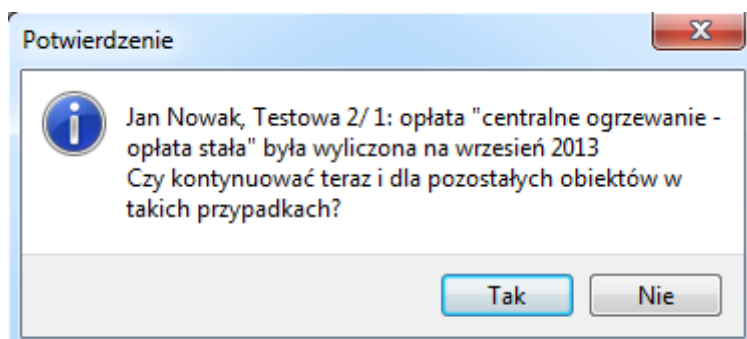 Potwierdzenie
Jan Nowak, Testowa 2/ 1: opłata "centralne ogrzewanie -
opłata stała" była wyliczona na wrzesień 2013
Czy kontynuować teraz i dla pozostałych obiektów w
takich przypadkach?
Tak Nie